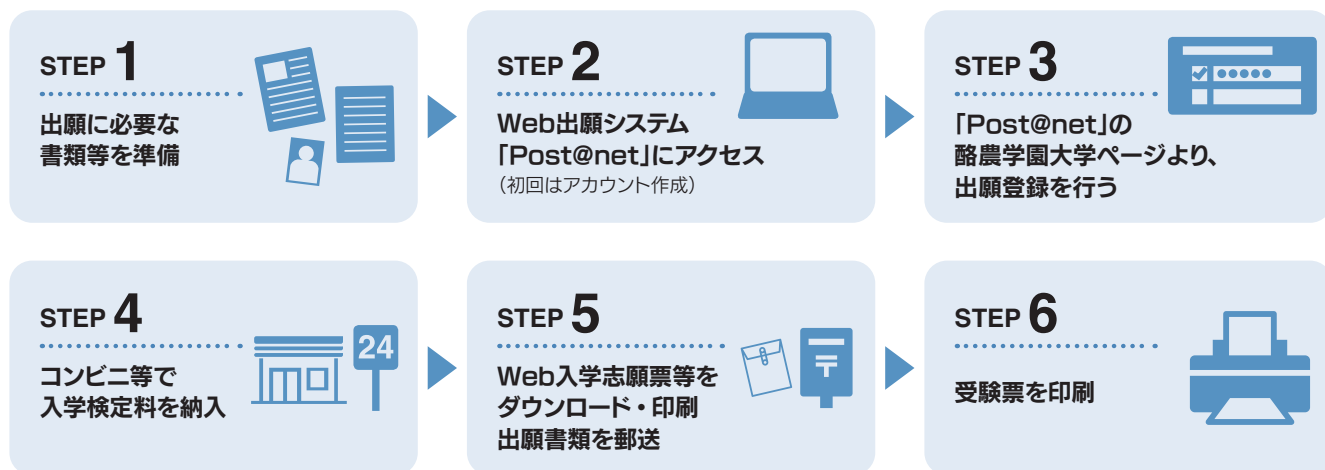 STEP 1
出願に必要な
書類等を準備
STEP 2
Web出願システム
「Post@net」にアクセス
（初回はアカウント作成）
STEP 3
「Post@net」の
酪農学園大学ページより、
出願登録を行う
STEP 4
24
コンビニ等で
入学検定料を納入
STEP 5
〒
Web入学志願票等を
ダウンロード・印刷
出願書類を郵送
STEP 6
受験票を印刷